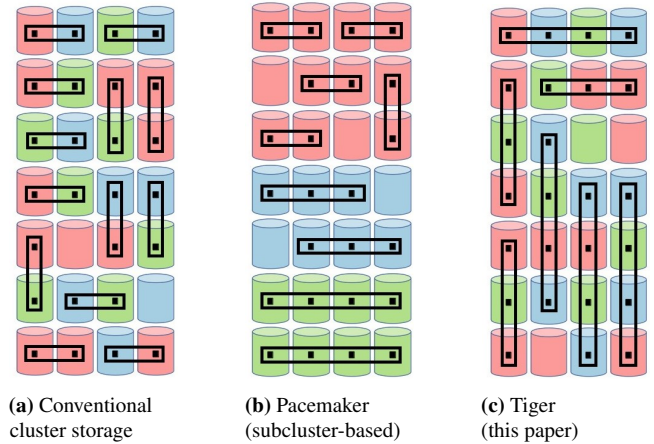 (a) Conventional
cluster storage
(b) Pacemaker
(subcluster-based)
(c) Tiger
(this paper)